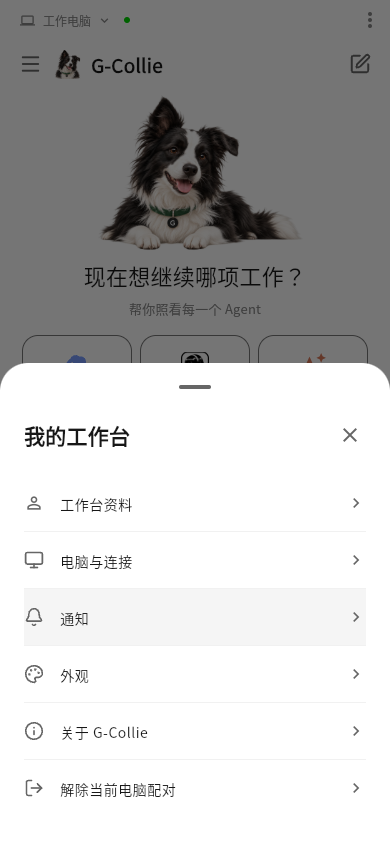 工作电脑
G-Collie
现在想继续哪项工作？
帮你照看每一个 Agent
我的工作台
工作台资料
电脑与连接
通知
外观
关于 G-Collie
解除当前电脑配对